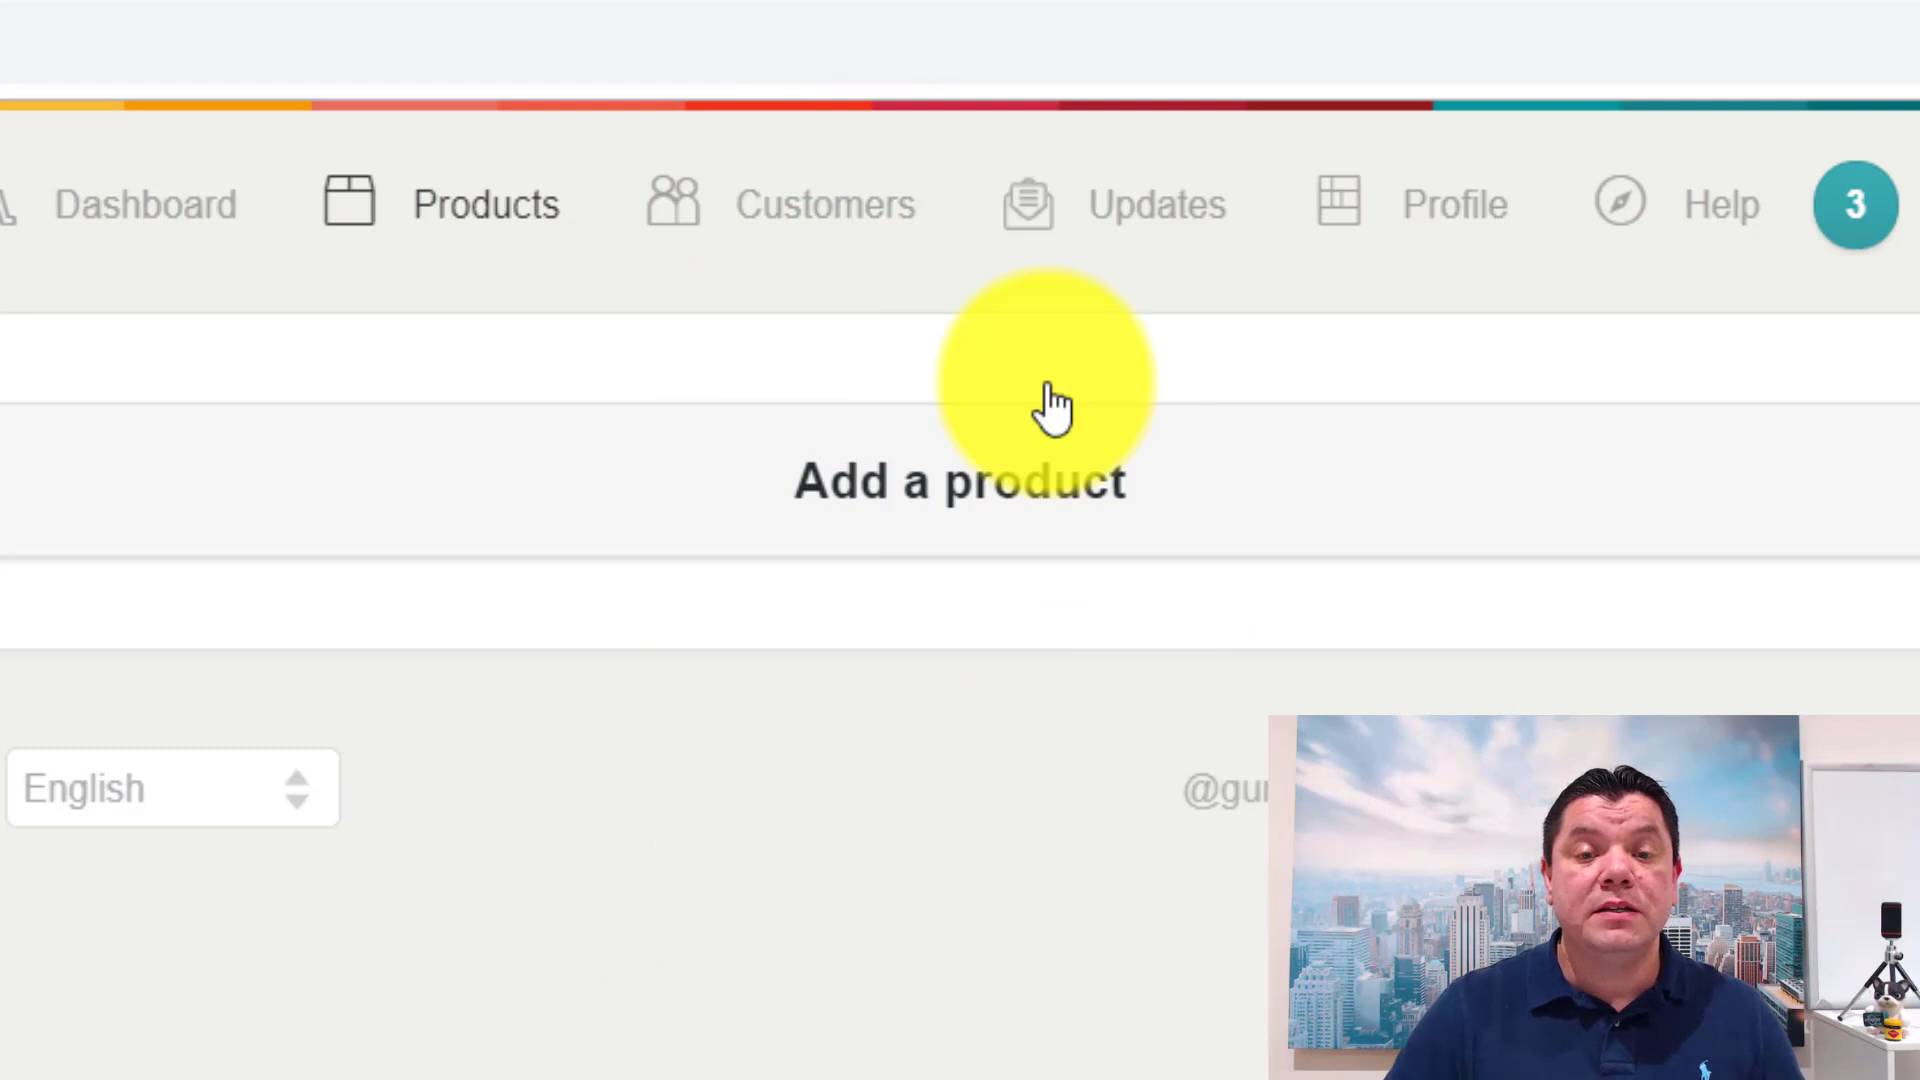 Dashboard Products Customers Updates Profile Help 3
Add a product
English